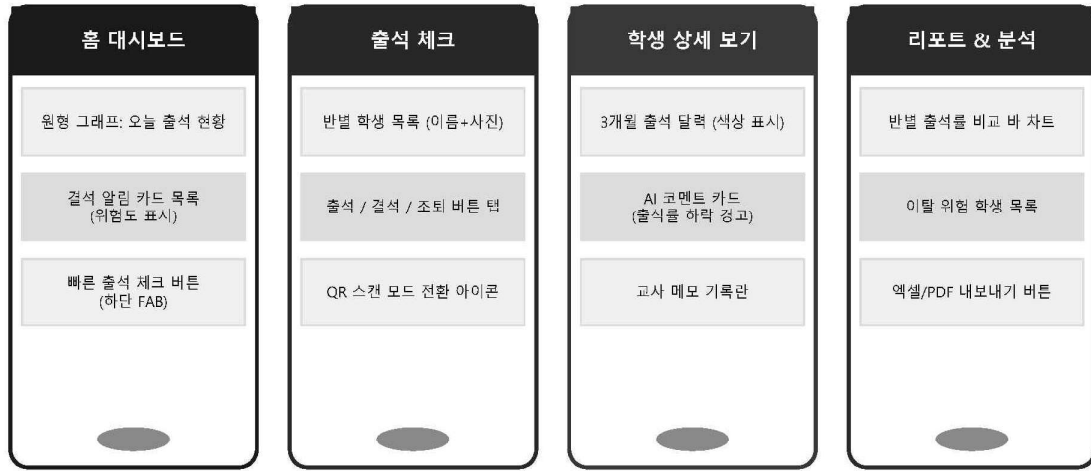 홈 대시보드
원형 그래프: 오늘 출석 현황
결석 알림 카드 목록
(위험도 표시)
빠른 출석 체크 버튼
(하단 FAB)
출석 체크
반별 학생 목록 (이름+사진)
출석 / 결석 / 조퇴 버튼 탭
QR 스캔 모드 전환 아이콘
학생 상세 보기
3개월 출석 달력 (색상 표시)
AI 코멘트 카드
(출석률 하락 경고)
교사 메모 기록란
리포트 & 분석
반별 출석률 비교 바 차트
이탈 위험 학생 목록
엑셀/PDF 내보내기 버튼